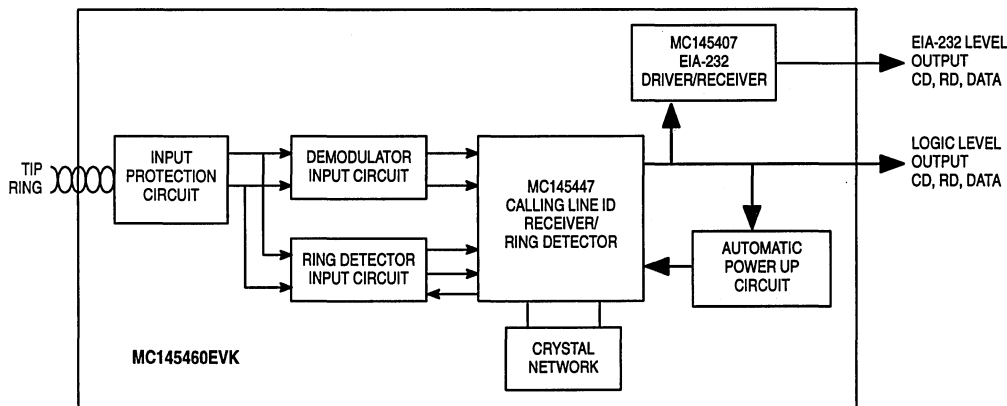 MC145407
EIA-232
DRIVER/RECEIVER
EIA-232 LEVEL
OUTPUT
CD, RD, DATA
TIP
RING
INPUT
PROTECTION
CIRCUIT
DEMODULATOR
INPUT CIRCUIT
RING DETECTOR
INPUT CIRCUIT
MC145447
CALLING LINE ID
RECEIVER/
RING DETECTOR
LOGIC LEVEL
OUTPUT
CD, RD, DATA
AUTOMATIC
POWER UP
CIRCUIT
CRYSTAL
NETWORK
MC145460EVK